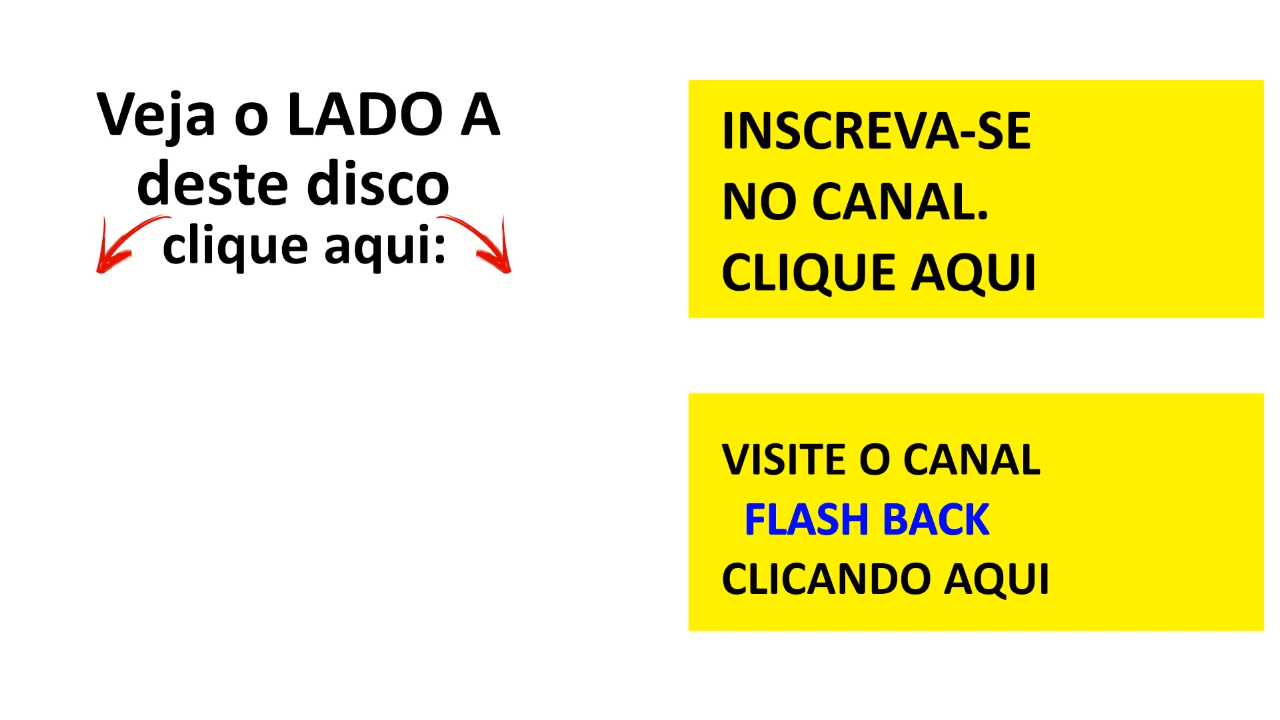 Veja o LADO A
deste disco
clique aqui:
INSCREVA-SE
NO CANAL.
CLIQUE AQUI
VISITE O CANAL
FLASH BACK
CLICANDO AQUI